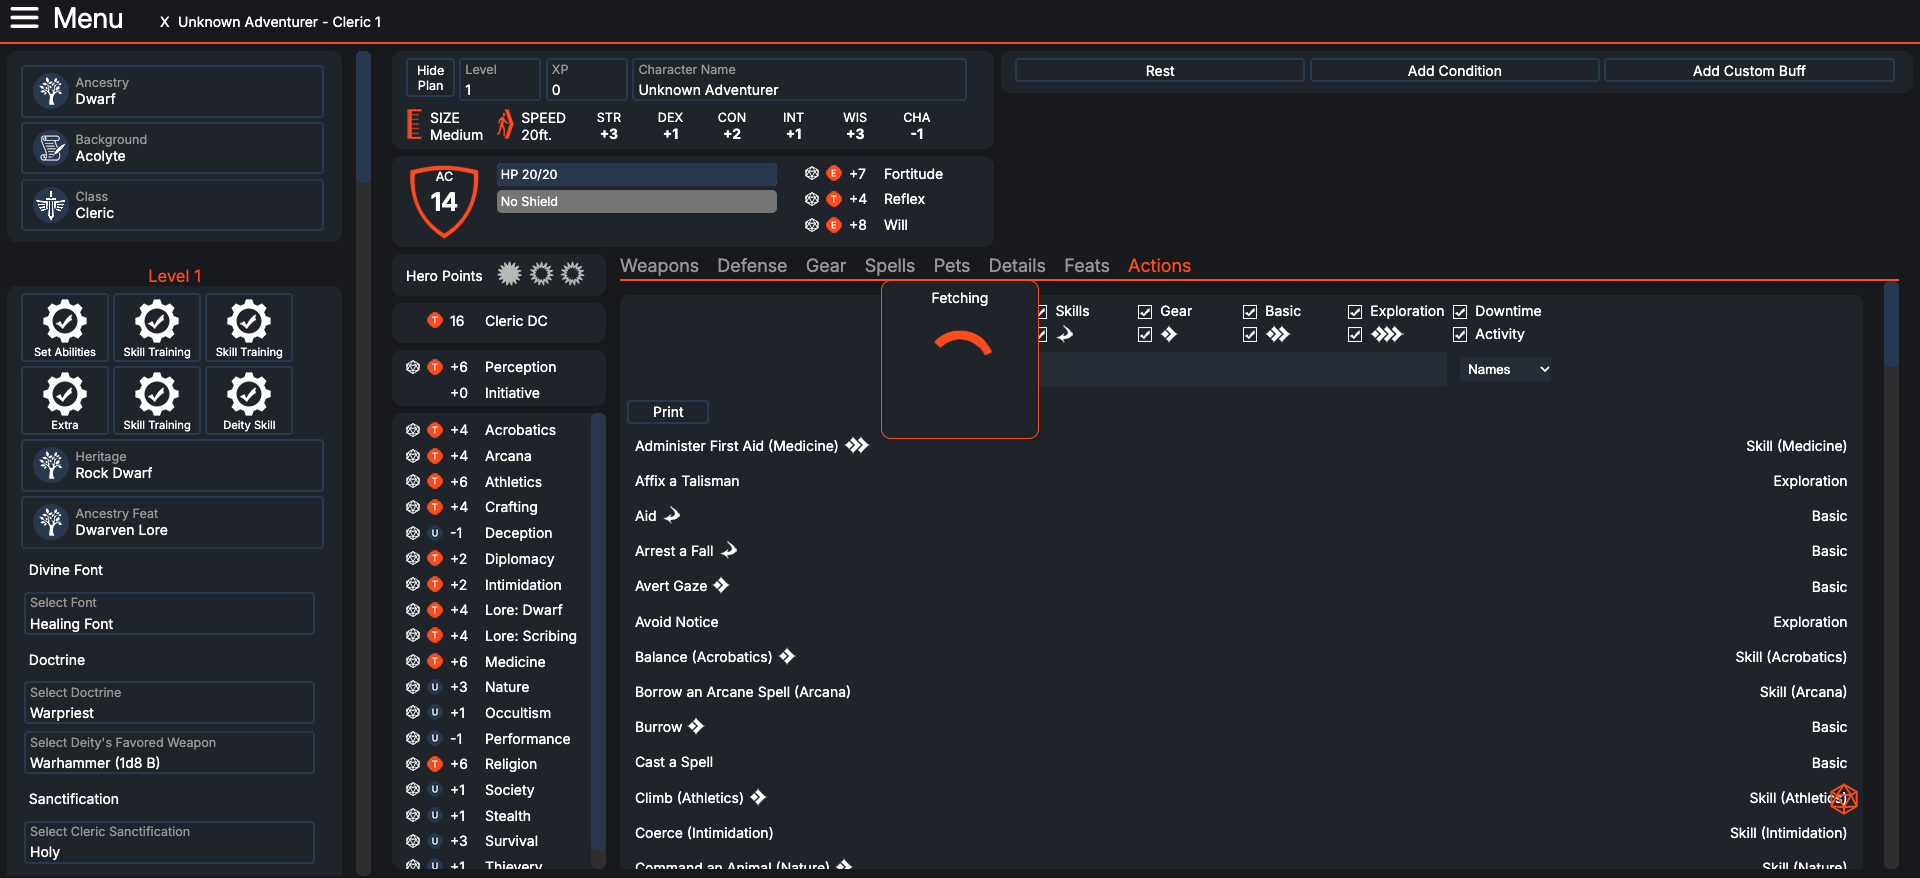 Menu
X Unknown Adventurer - Cleric 1
Ancestry
Dwarf
Background
Acolyte
Class
Cleric
Level 1
Set Abilities
Skill Training
Skill Training
Extra
Skill Training
Deity Skill
Heritage
Rock Dwarf
Ancestry Feat
Dwarven Lore
Divine Font
Select Font
Healing Font
Doctrine
Select Doctrine
Warpriest
Select Deity's Favored Weapon
Warhammer (1d8 B)
Sanctification
Select Cleric Sanctification
Holy
Hide
Plan
Level
1
XP
0
Character Name
Unknown Adventurer
SIZE
Medium
SPEED
20ft.
STR
+3
DEX
+1
CON
+2
INT
+1
WIS
+3
CHA
-1
AC
14
HP 20/20
No Shield
E +7 Fortitude
T +4 Reflex
E +8 Will
Rest
Add Condition
Add Custom Buff
Hero Points
T 16 Cleric DC
T +6 Perception
+0 Initiative
T +4 Acrobatics
T +4 Arcana
T +6 Athletics
T +4 Crafting
U -1 Deception
T +2 Diplomacy
T +2 Intimidation
T +4 Lore: Dwarf
T +4 Lore: Scribing
T +6 Medicine
U +3 Nature
U +1 Occultism
U -1 Performance
T +6 Religion
U +1 Society
U +1 Stealth
U +3 Survival
U +1 Thievery
Weapons Defense Gear Spells Pets Details Feats Actions
Fetching
Skills Gear Basic Exploration Downtime
Activity
Names
Print
Administer First Aid (Medicine) Skill (Medicine)
Affix a Talisman Exploration
Aid Basic
Arrest a Fall Basic
Avert Gaze Basic
Avoid Notice Exploration
Balance (Acrobatics) Skill (Acrobatics)
Borrow an Arcane Spell (Arcana) Skill (Arcana)
Burrow Basic
Cast a Spell Basic
Climb (Athletics) Skill (Athletics)
Coerce (Intimidation) Skill (Intimidation)
Command an Animal (Nature) Skill (Nature)